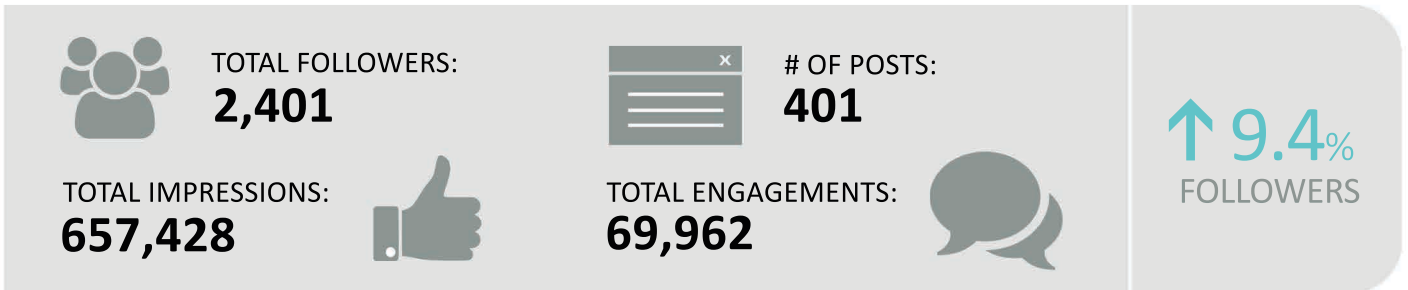 TOTAL FOLLOWERS:
2,401
# OF POSTS:
401
TOTAL IMPRESSIONS:
657,428
TOTAL ENGAGEMENTS:
69,962
↑ 9.4%
FOLLOWERS